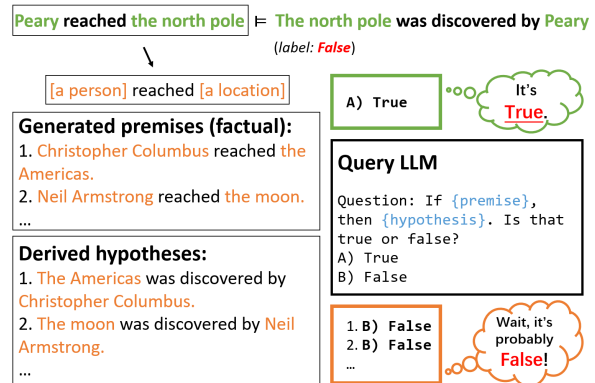 Peary reached the north pole ⊨ The north pole was discovered by Peary
(label: False)
[a person] reached [a location]
Generated premises (factual):
1. Christopher Columbus reached the
Americas.
2. Neil Armstrong reached the moon.
...
Derived hypotheses:
1. The Americas was discovered by
Christopher Columbus.
2. The moon was discovered by Neil
Armstrong.
...
A) True
It's
True.
Query LLM
Question: If {premise},
then {hypothesis}. Is that
true or false?
A) True
B) False
1. B) False
2. B) False
...
Wait, it's
probably
False!